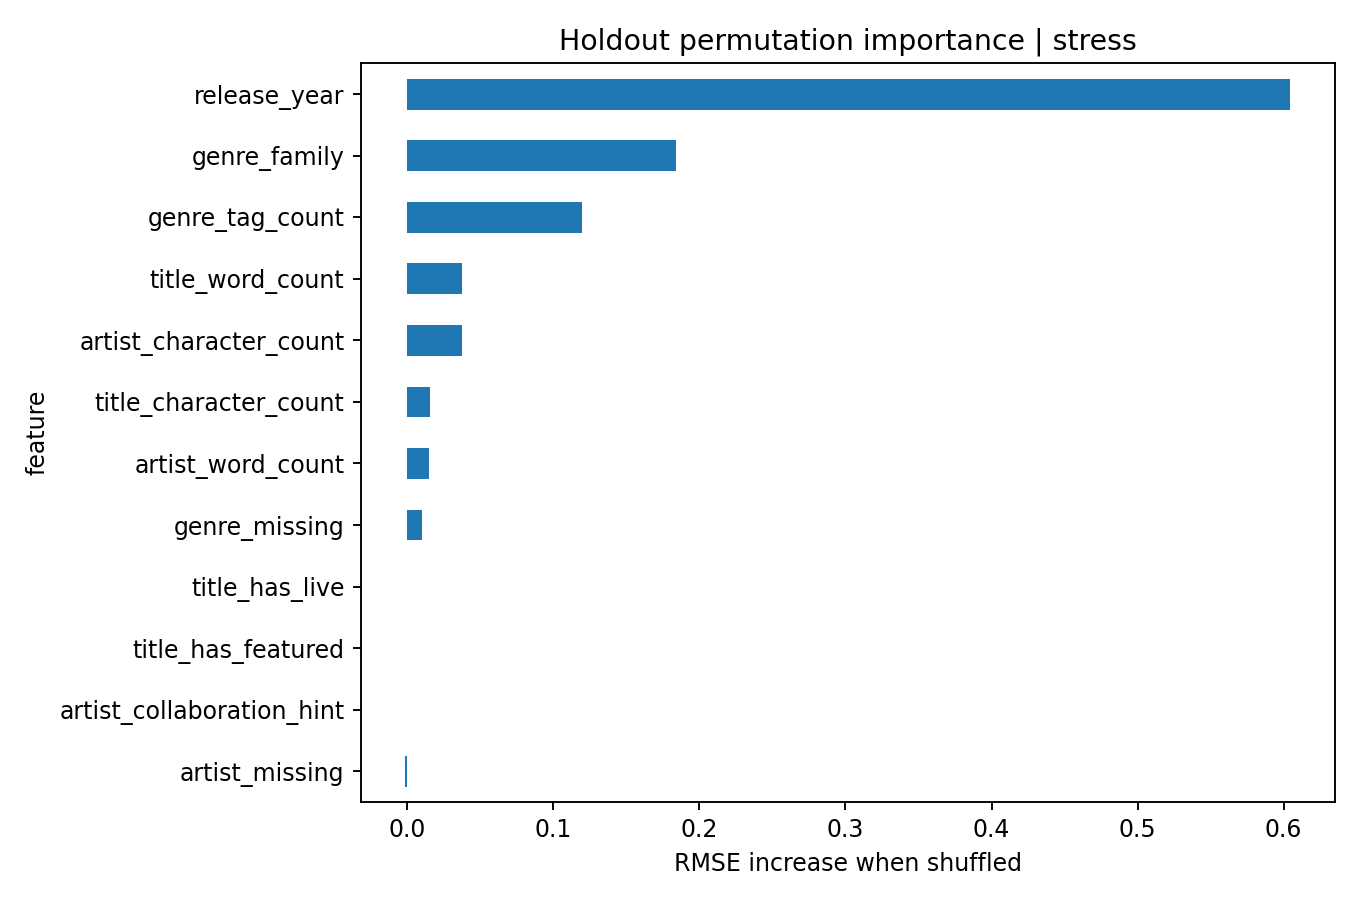 Holdout permutation importance | stress
release_year
genre_family
genre_tag_count
title_word_count
artist_character_count
title_character_count
artist_word_count
genre_missing
title_has_live
title_has_featured
artist_collaboration_hint
artist_missing
feature
0.0 0.1 0.2 0.3 0.4 0.5 0.6
RMSE increase when shuffled